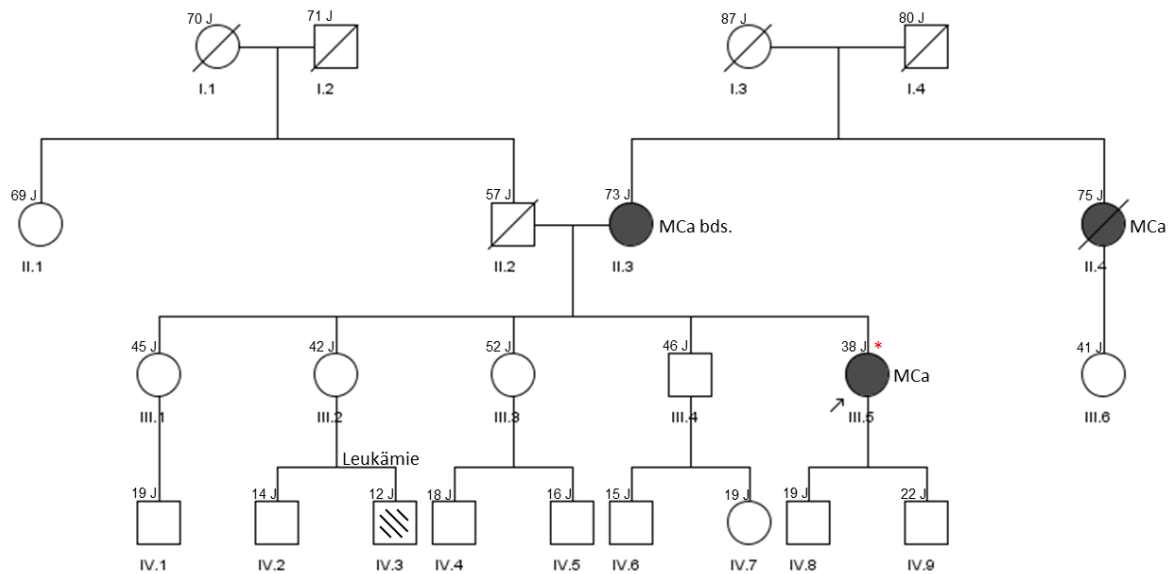 70 J 71 J 87 J 80 J
I.1 I.2 I.3 I.4
69 J 57 J 73 J 75 J
MCa bds. MCa
II.1 II.2 II.3 II.4
45 J 42 J 52 J 46 J 38 J * 41 J
MCa
III.1 III.2 III.3 III.4 III.5 III.6
Leukämie
19 J 14 J 12 J 18 J 16 J 15 J 19 J 19 J 22 J
IV.1 IV.2 IV.3 IV.4 IV.5 IV.6 IV.7 IV.8 IV.9